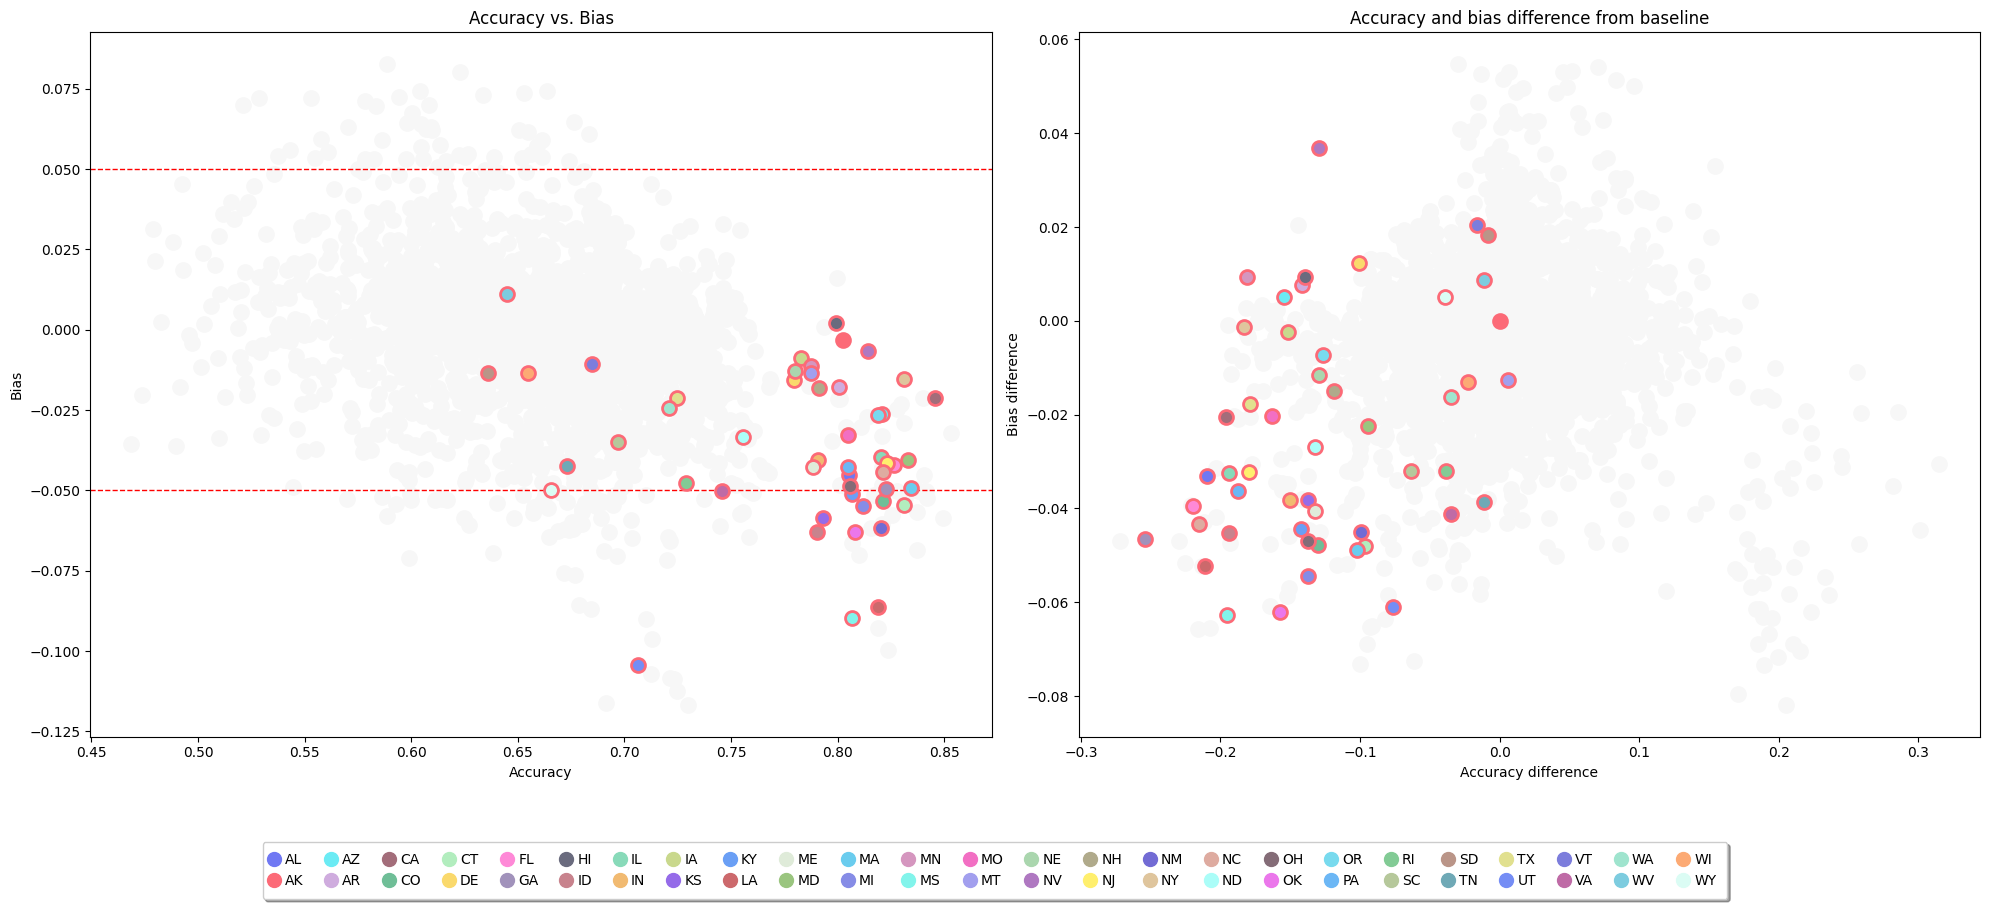 Accuracy vs. Bias
Bias
0.075
0.050
0.025
0.000
−0.025
−0.050
−0.075
−0.100
−0.125
0.45 0.50 0.55 0.60 0.65 0.70 0.75 0.80 0.85
Accuracy
Accuracy and bias difference from baseline
Bias difference
0.06
0.04
0.02
0.00
−0.02
−0.04
−0.06
−0.08
−0.3 −0.2 −0.1 0.0 0.1 0.2 0.3
Accuracy difference
AL AZ CA CT FL HI IL IA KY ME MA MN MO NE NH NM NC OH OR RI SD TX VT WA WI
AK AR CO DE GA ID IN KS LA MD MI MS MT NV NJ NY ND OK PA SC TN UT VA WV WY